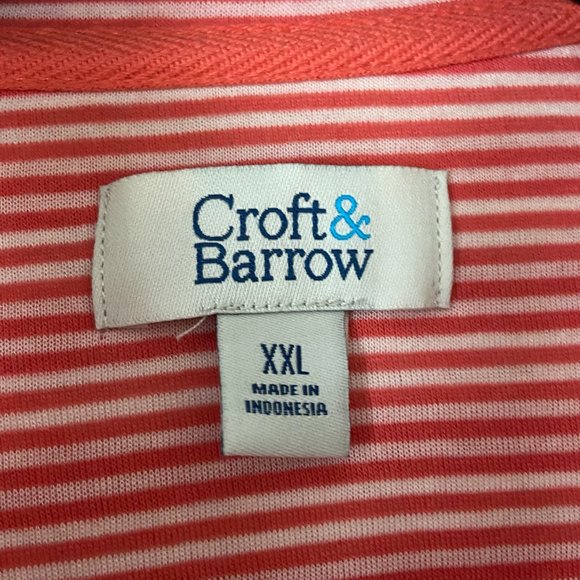 Croft&
Barrow
XXL
MADE IN
INDONESIA